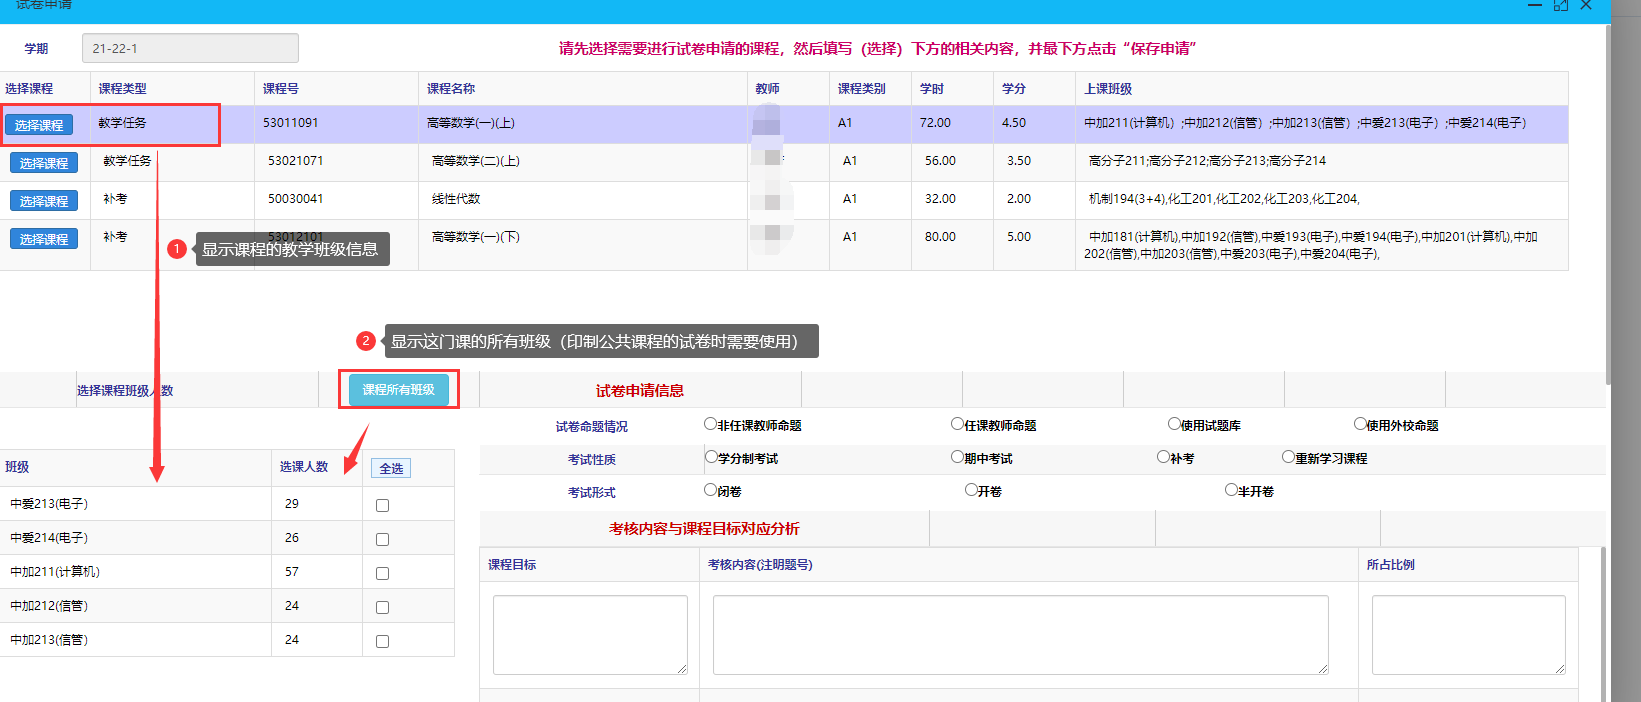 试卷申请
学期 21-22-1 请先选择需要进行试卷申请的课程，然后填写（选择）下方的相关内容，并最下方点击“保存申请”
选择课程 课程类型 课程号 课程名称 教师 课程类别 学时 学分 上课班级
选择课程 教学任务 53011091 高等数学(一)(上) A1 72.00 4.50 中加211(计算机）;中加212(信管）;中加213(信管）;中爱213(电子）;中爱214(电子）
选择课程 教学任务 53021071 高等数学(二)(上) A1 56.00 3.50 高分子211;高分子212;高分子213;高分子214
选择课程 补考 50030041 线性代数 A1 32.00 2.00 机制194(3+4),化工201,化工202,化工203,化工204,
选择课程 补考 53012101 高等数学(一)(下) A1 80.00 5.00 中加181(计算机),中加192(信管),中爱193(电子),中爱194(电子),中加201(计算机),中加
202(信管),中加203(信管),中爱203(电子),中爱204(电子),
1 显示课程的教学班级信息
2 显示这门课的所有班级（印制公共课程的试卷时需要使用）
选择课程班级人数 课程所有班级 试卷申请信息
试卷命题情况 非任课教师命题 任课教师命题 使用试题库 使用外校命题
考试性质 学分制考试 期中考试 补考 重新学习课程
考试形式 闭卷 开卷 半开卷
班级 选课人数 全选
中爱213(电子） 29
中爱214(电子） 26
中加211(计算机） 57
中加212(信管） 24
中加213(信管） 24
考核内容与课程目标对应分析
课程目标 考核内容(注明题号) 所占比例